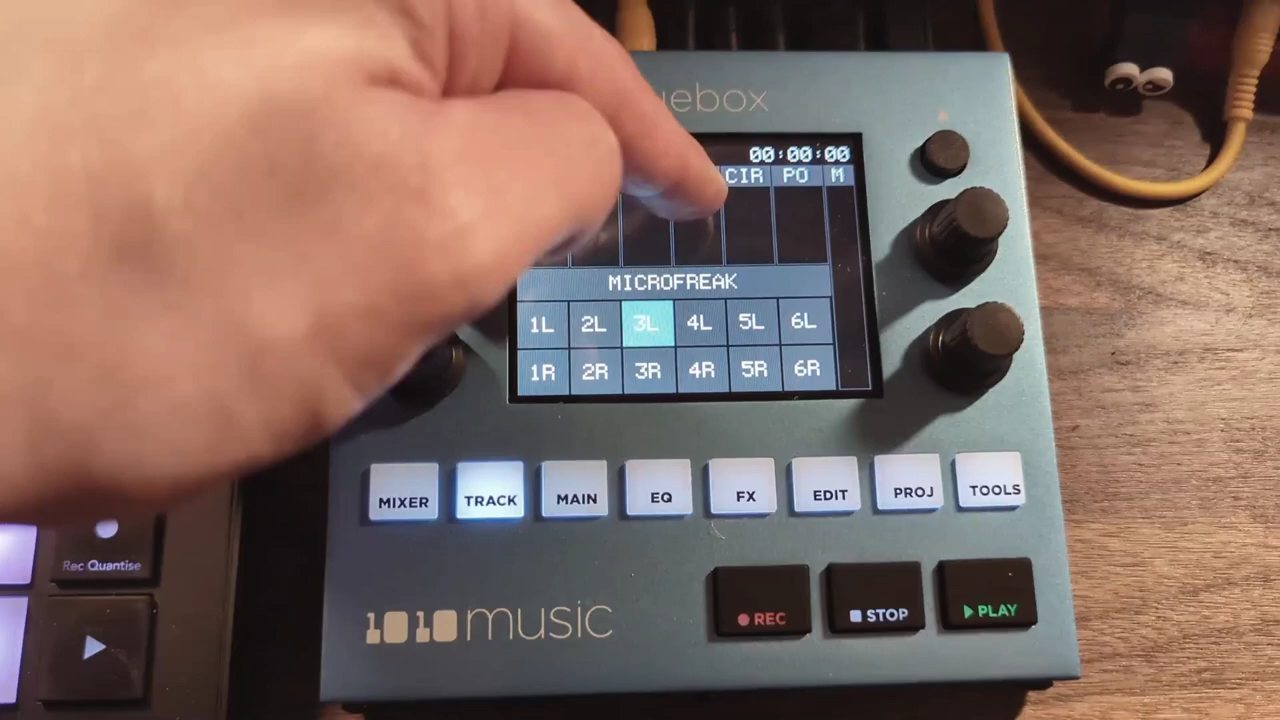 uebox
00:00:00
CIR PO M
MICROFREAK
1L 2L 3L 4L 5L 6L
1R 2R 3R 4R 5R 6R
MIXER TRACK MAIN EQ FX EDIT PROJ TOOLS
Rec Quantise
1010music
REC STOP PLAY